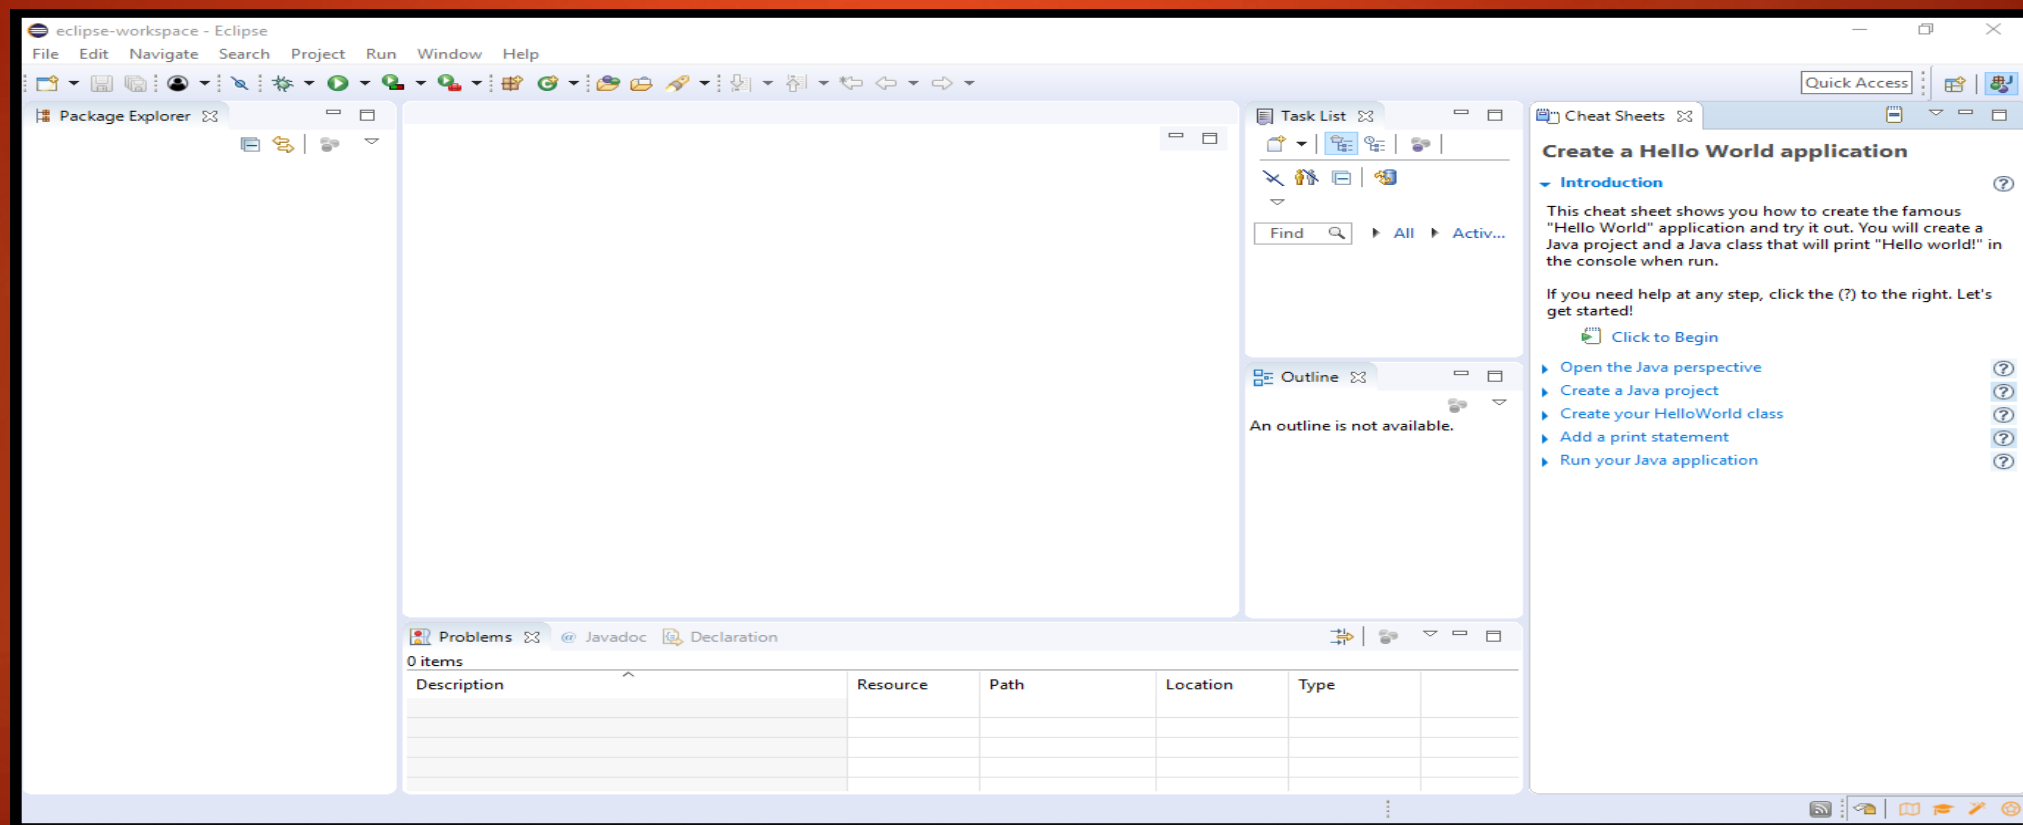 eclipse-workspace - Eclipse
File Edit Navigate Search Project Run Window Help
Quick Access
Package Explorer
Task List
Find
All
Activ...
Outline
An outline is not available.
Problems @ Javadoc Declaration
0 items
Description Resource Path Location Type
Cheat Sheets
Create a Hello World application
Introduction
This cheat sheet shows you how to create the famous
"Hello World" application and try it out. You will create a
Java project and a Java class that will print "Hello world!" in
the console when run.
If you need help at any step, click the (?) to the right. Let's
get started!
Click to Begin
Open the Java perspective
Create a Java project
Create your HelloWorld class
Add a print statement
Run your Java application